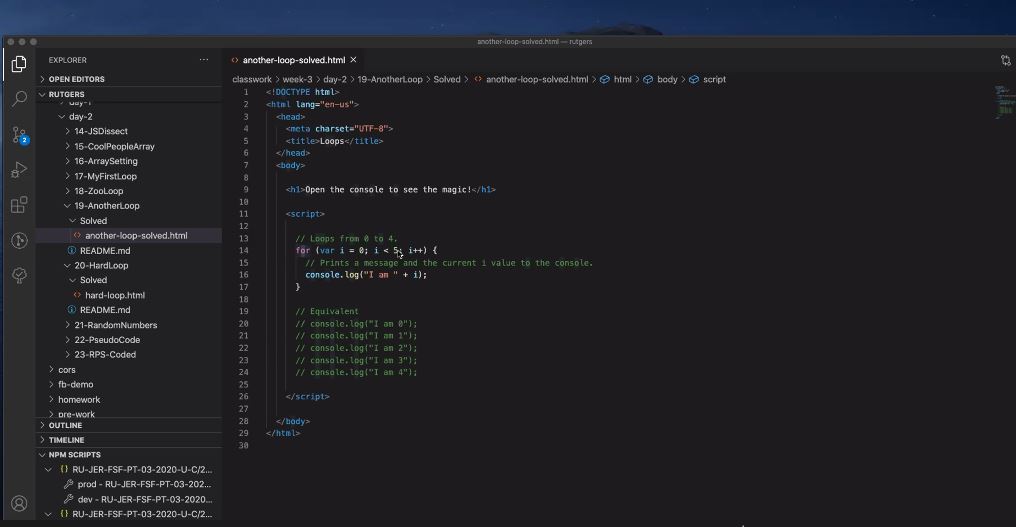 another-loop-solved.html — rutgers
EXPLORER ...
another-loop-solved.html ×
OPEN EDITORS
classwork > week-3 > day-2 > 19-AnotherLoop > Solved > another-loop-solved.html > html > body > script
RUTGERS
day-1
day-2
14-JSDissect
15-CoolPeopleArray
16-ArraySetting
17-MyFirstLoop
18-ZooLoop
19-AnotherLoop
Solved
another-loop-solved.html
README.md
20-HardLoop
Solved
hard-loop.html
README.md
21-RandomNumbers
22-PseudoCode
23-RPS-Coded
cors
fb-demo
homework
pre-work
OUTLINE
TIMELINE
NPM SCRIPTS
{} RU-JER-FSF-PT-03-2020-U-C/2...
prod - RU-JER-FSF-PT-03-202...
dev - RU-JER-FSF-PT-03-2020...
{} RU-JER-FSF-PT-03-2020-U-C/2...
2
1 <!DOCTYPE html>
2 <html lang="en-us">
3 <head>
4 <meta charset="UTF-8">
5 <title>Loops</title>
6 </head>
7 <body>
8
9 <h1>Open the console to see the magic!</h1>
10
11 <script>
12
13 // Loops from 0 to 4.
14 for (var i = 0; i < 5; i++) {
15 // Prints a message and the current i value to the console.
16 console.log("I am " + i);
17 }
18
19 // Equivalent
20 // console.log("I am 0");
21 // console.log("I am 1");
22 // console.log("I am 2");
23 // console.log("I am 3");
24 // console.log("I am 4");
25
26 </script>
27
28 </body>
29 </html>
30